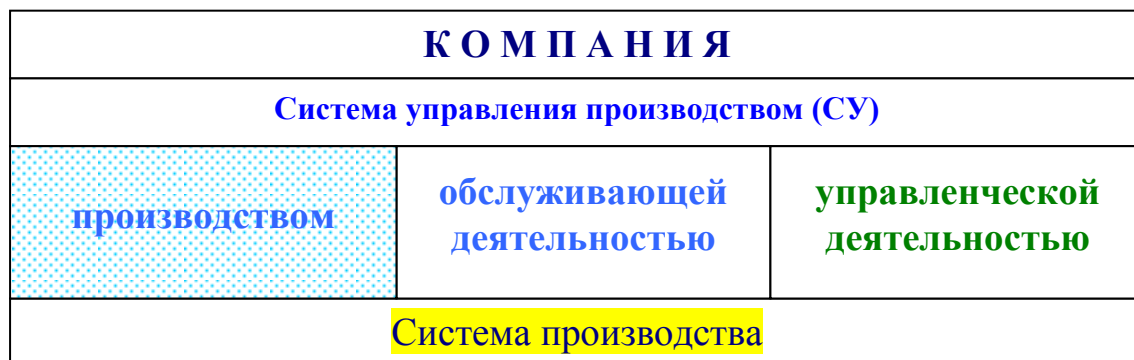 К О М П А Н И Я
Система управления производством (СУ)
производством
обслуживающей
деятельностью
управленческой
деятельностью
Система производства